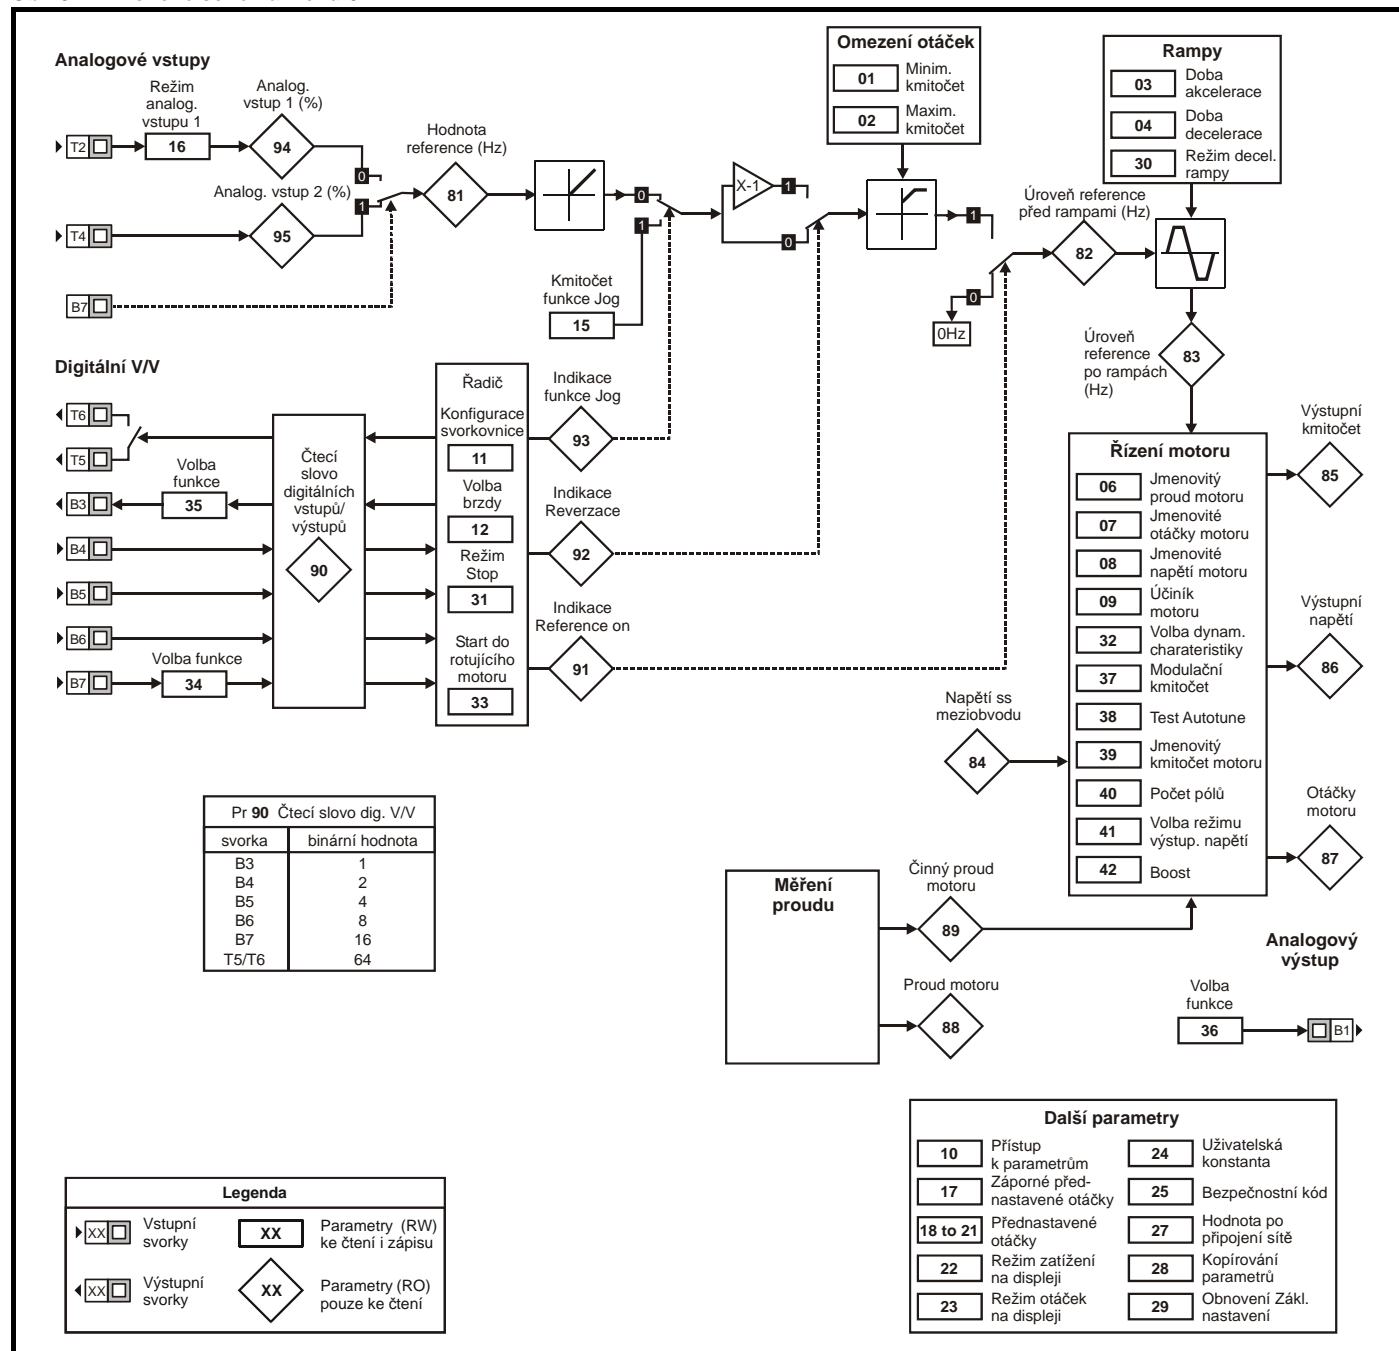 Analogové vstupy
Režim
analog.
vstupu 1
Analog.
vstup 1 (%)
T2
16
94
0
Analog. vstup 2 (%)
1
T4
95
B7
Hodnota
reference (Hz)
81
0
1
Kmitočet
funkce Jog
15
X-1
1
0
Omezení otáček
01
Minim.
kmitočet
02
Maxim.
kmitočet
1
0
0Hz
Úroveň reference
před rampami (Hz)
82
Rampy
03
Doba
akcelerace
04
Doba
decelerace
30
Režim decel.
rampy
Úroveň
reference
po rampách
(Hz)
83
Digitální V/V
T6
T5
B3
B4
B5
B6
B7
Volba
funkce
35
Volba funkce
34
Čtecí
slovo
digitálních
vstupů/
výstupů
90
Řadič
Konfigurace
svorkovnice
11
Volba
brzdy
12
Režim
Stop
31
Start do
rotujícího
motoru
33
Indikace
funkce Jog
93
Indikace
Reverzace
92
Indikace
Reference on
91
Napětí ss
meziobvodu
84
Řízení motoru
06
Jmenovitý
proud motoru
07
Jmenovité
otáčky motoru
08
Jmenovité
napětí motoru
09
Účiník
motoru
32
Volba dynam.
charateristiky
37
Modulační
kmitočet
38
Test Autotune
39
Jmenovitý
kmitočet motoru
40
Počet pólů
41
Volba režimu
výstup. napětí
42
Boost
Výstupní
kmitočet
85
Výstupní
napětí
86
Otáčky
motoru
87
Pr 90 Čtecí slovo dig. V/V
svorka binární hodnota
B3 1
B4 2
B5 4
B6 8
B7 16
T5/T6 64
Měření
proudu
Činný proud
motoru
89
Proud motoru
88
Analogový
výstup
Volba
funkce
36
B1
Další parametry
10
Přístup
k parametrům
17
Záporné před-
nastavené otáčky
18 to 21
Přednastavené
otáčky
22
Režim zatížení
na displeji
23
Režim otáček
na displeji
24
Uživatelská
konstanta
25
Bezpečnostní kód
27
Hodnota po
připojení sítě
28
Kopírování
parametrů
29
Obnovení Zákl.
nastavení
Legenda
XX
Vstupní
svorky
XX
Parametry (RW)
ke čtení i zápisu
XX
Výstupní
svorky
XX
Parametry (RO)
pouze ke čtení